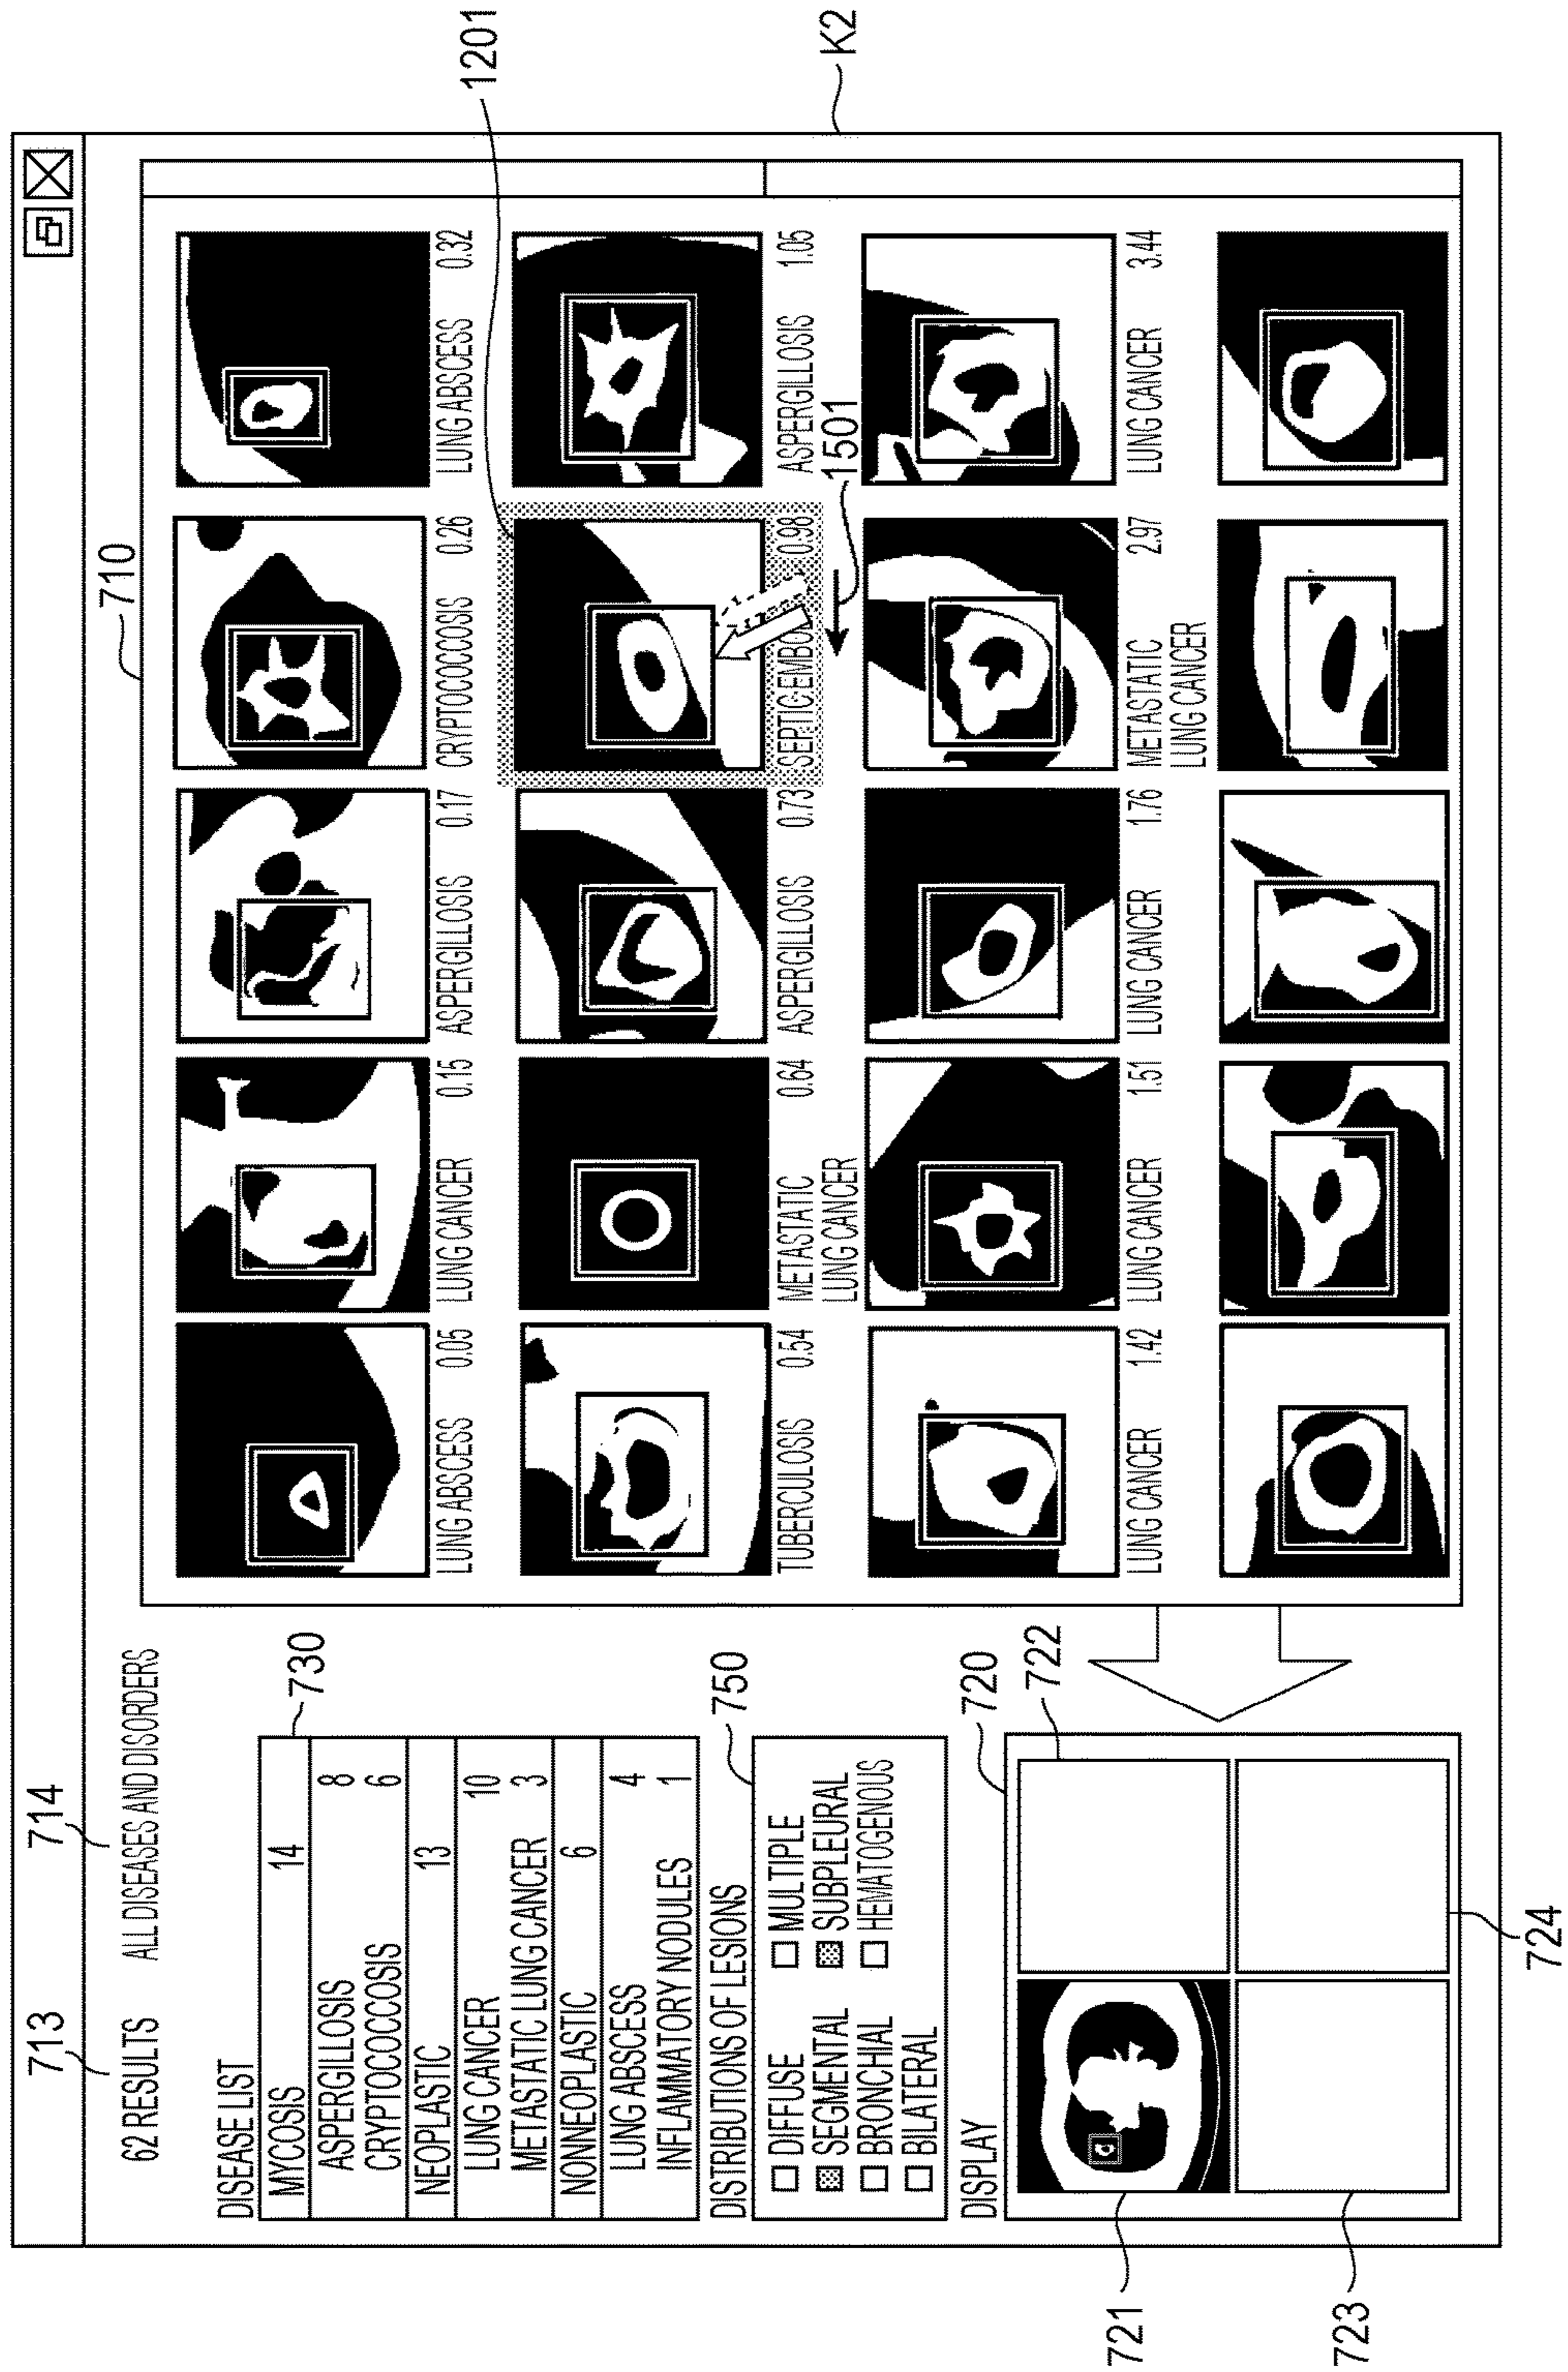 713
714
62 RESULTS
ALL DISEASES AND DISORDERS
710
DISEASE LIST
730
MYCOSIS 14
ASPERGILLOSIS 8
CRYPTOCOCCOSIS 6
NEOPLASTIC 13
LUNG CANCER 10
METASTATIC LUNG CANCER 3
NONNEOPLASTIC 6
LUNG ABSCESS 4
INFLAMMATORY NODULES 1
DISTRIBUTIONS OF LESIONS
750
DIFFUSE MULTIPLE
SEGMENTAL SUBPLEURAL
BRONCHIAL HEMATOGENOUS
BILATERAL
DISPLAY
720
722
721
723
724
LUNG ABSCESS 0.05
LUNG CANCER 0.15
ASPERGILLOSIS 0.17
CRYPTOCOCCOSIS 0.26
LUNG ABSCESS 0.32
1201
TUBERCULOSIS 0.54
METASTATIC 0.64
LUNG CANCER
ASPERGILLOSIS 0.73
SEPTIC 0.98
ASPERGILLOSIS 1.05
1501
K2
LUNG CANCER 1.42
LUNG CANCER 1.51
LUNG CANCER 1.76
METASTATIC 2.97
LUNG CANCER
LUNG CANCER 3.44